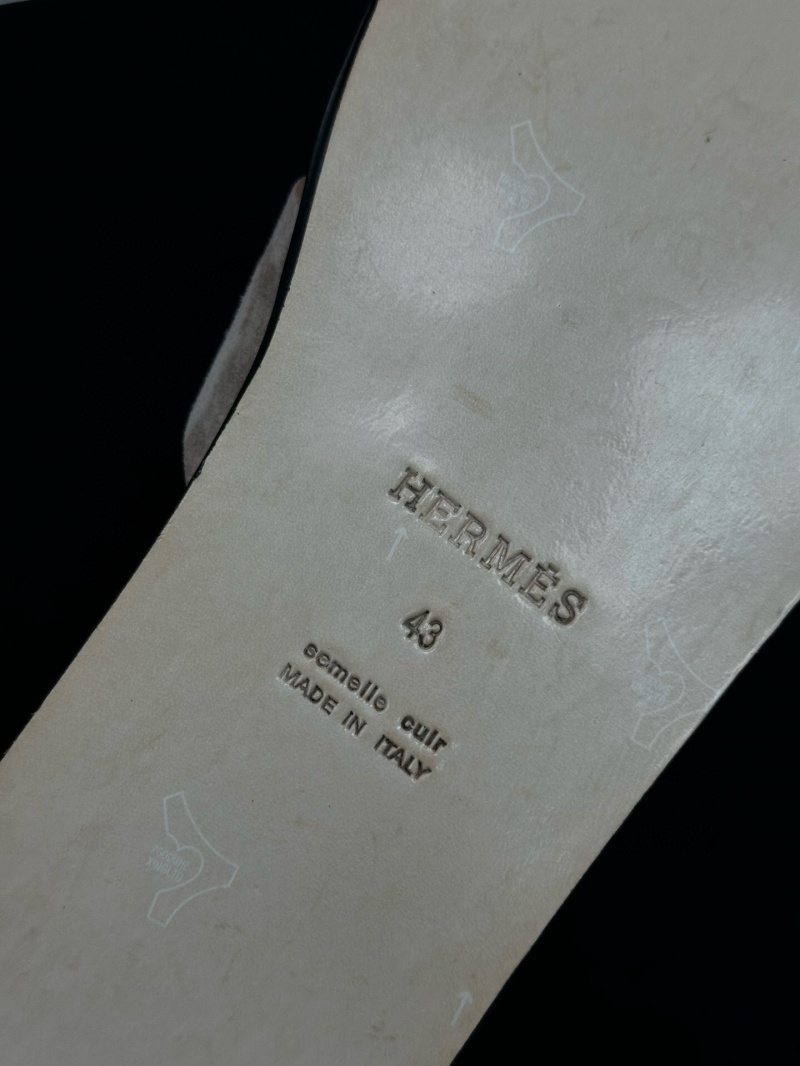 HERMÈS
43
semelle cuir
MADE IN ITALY